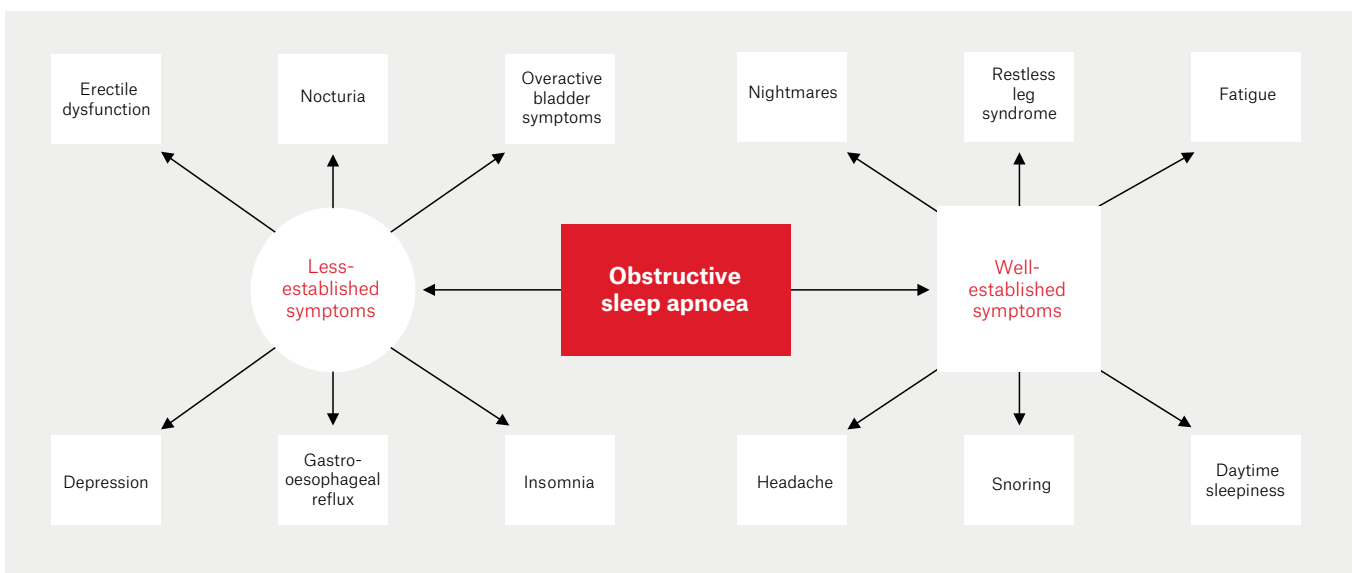 Erectile
dysfunction
Nocturia
Overactive
bladder
symptoms
Nightmares
Restless
leg
syndrome
Fatigue
Less-
established
symptoms
Obstructive
sleep apnoea
Well-
established
symptoms
Depression
Gastro-
oesophageal
reflux
Insomnia
Headache
Snoring
Daytime
sleepiness